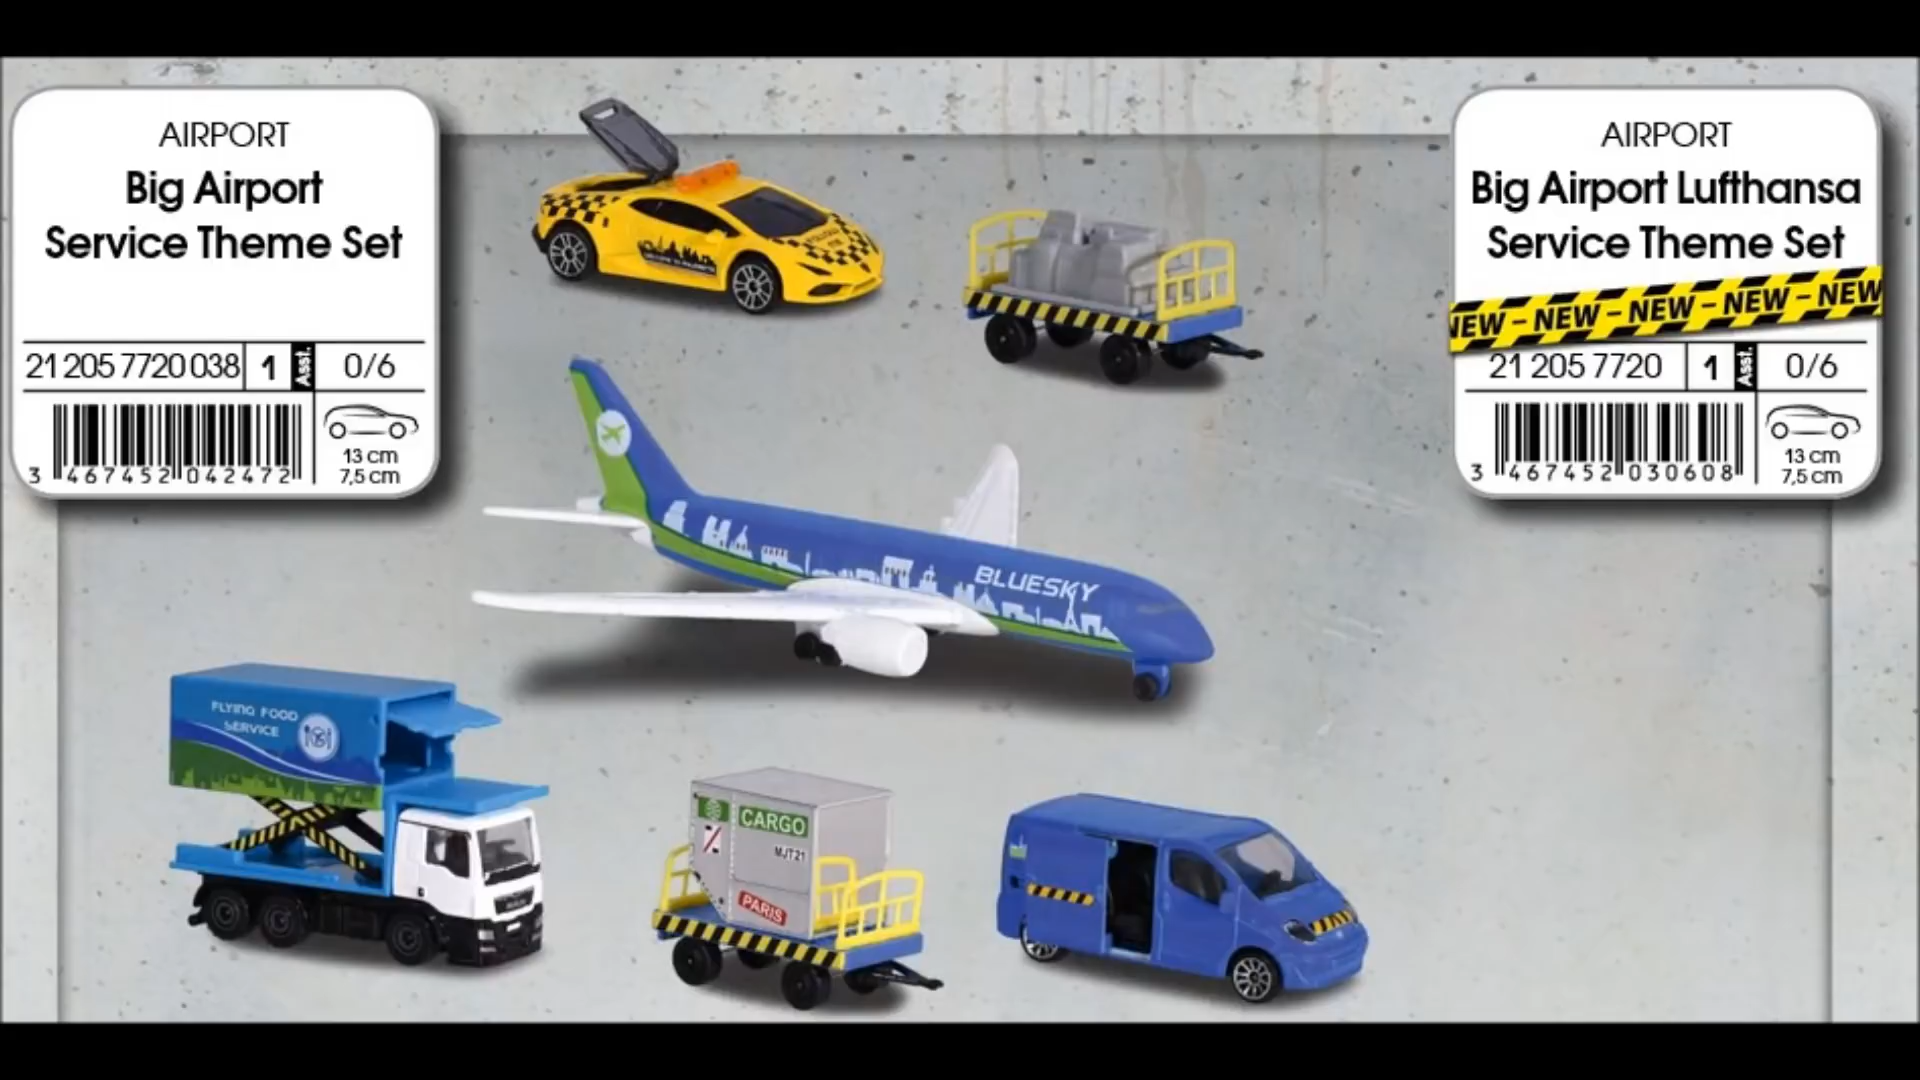 AIRPORT
Big Airport
Service Theme Set
21 205 7720 038
1
Asst.
0/6
13 cm
7,5 cm
3 467452 042472
AIRPORT
Big Airport Lufthansa
Service Theme Set
NEW – NEW – NEW – NEW
21 205 7720
1
Asst.
0/6
13 cm
7,5 cm
3 467452 030608
BLUESKY
FLYING FOOD
SERVICE
CARGO
MJT21
PARIS